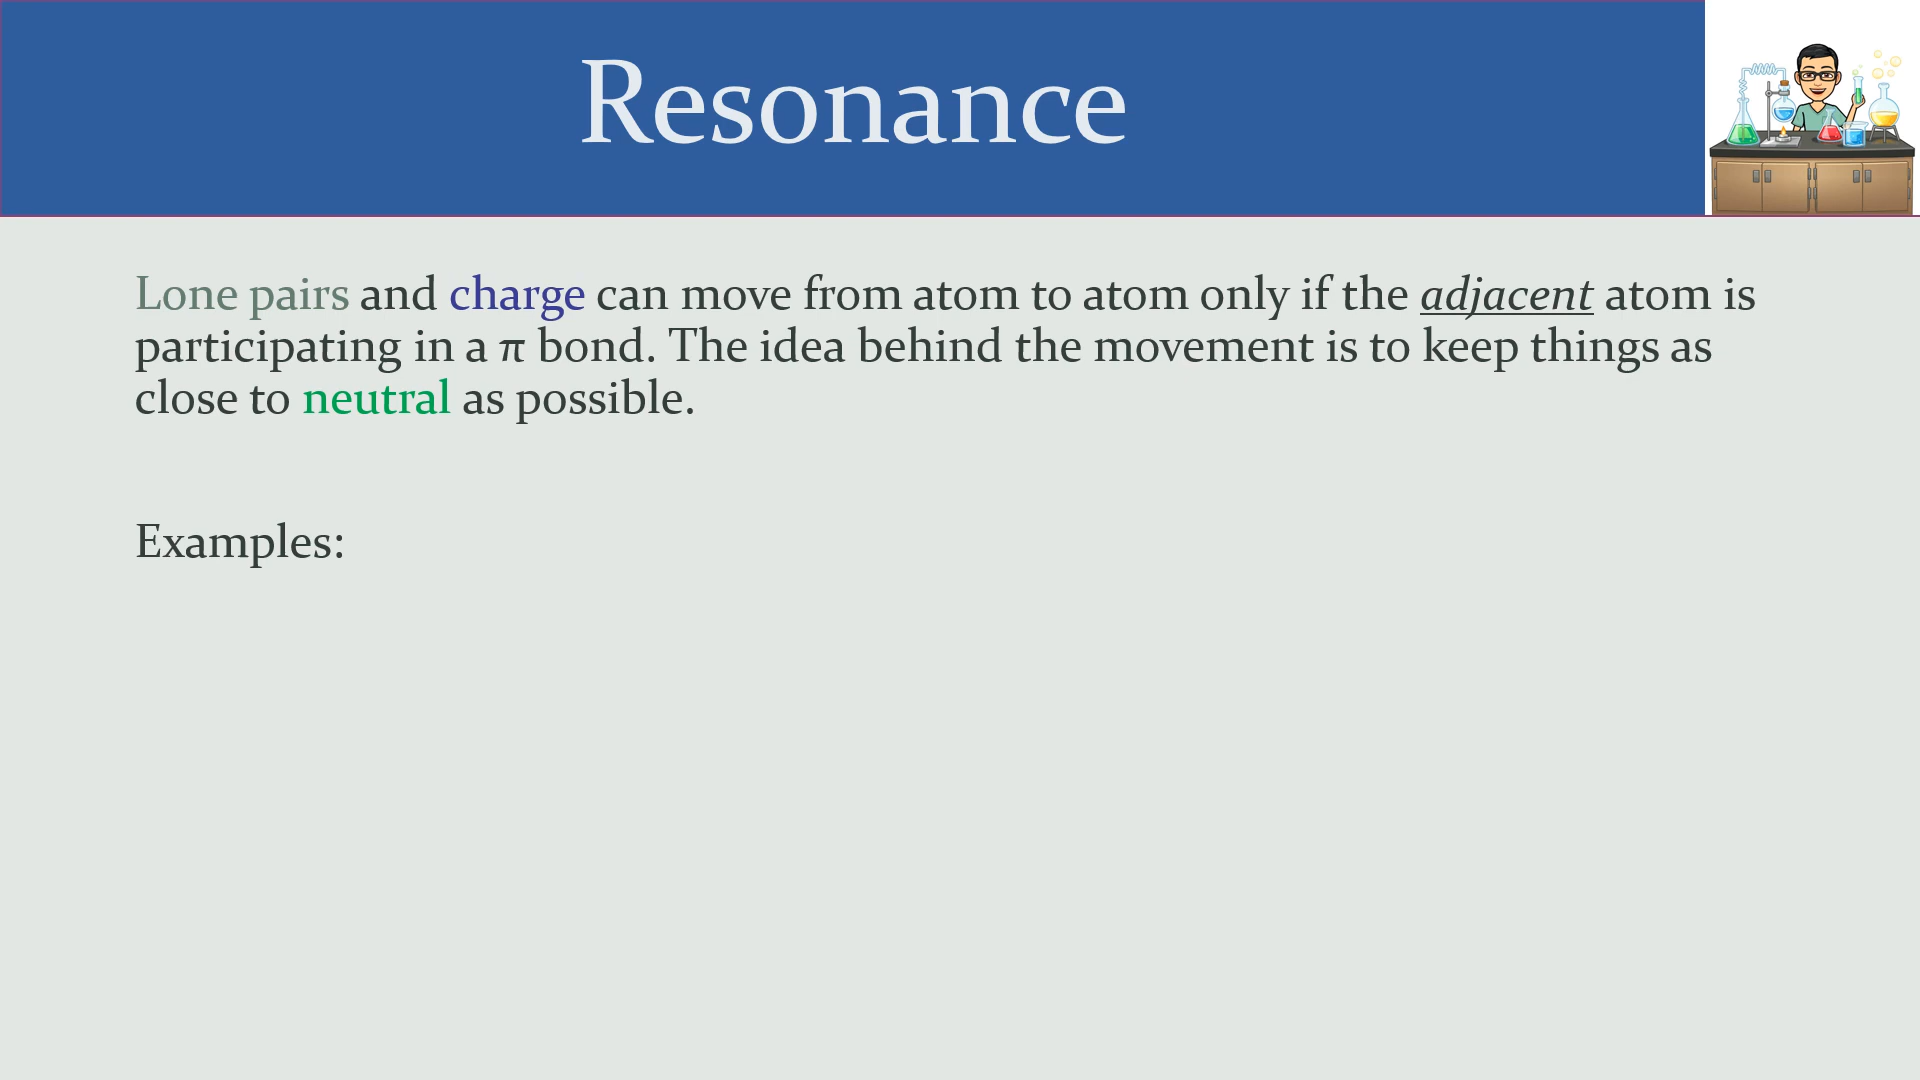 Resonance
Lone pairs and charge can move from atom to atom only if the adjacent atom is
participating in a π bond. The idea behind the movement is to keep things as
close to neutral as possible.
Examples: